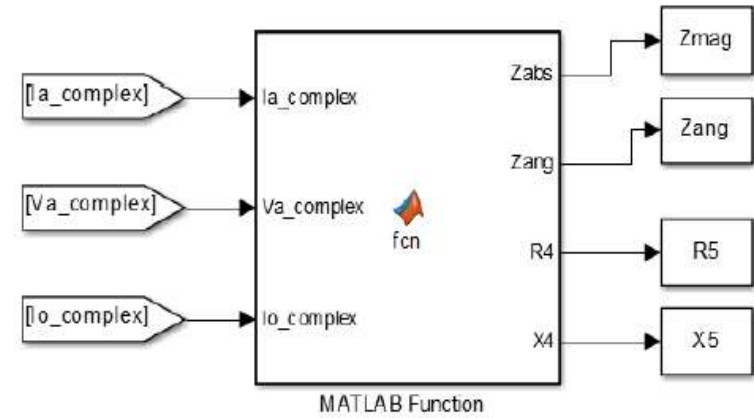 [Ia_complex]
[Va_complex]
[Io_complex]
Ia_complex
Va_complex
Io_complex
fcn
Zabs
Zang
R4
X4
MATLAB Function
Zmag
Zang
R5
X5